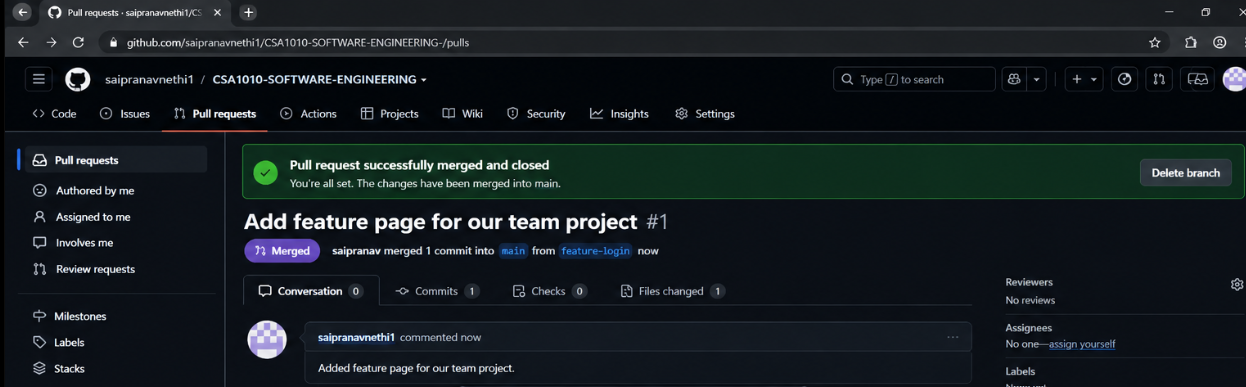 Pull requests · saipranavnethi1/CS
github.com/saipranavnethi1/CSA1010-SOFTWARE-ENGINEERING-/pulls
saipranavnethi1 / CSA1010-SOFTWARE-ENGINEERING
Type / to search
Code Issues Pull requests Actions Projects Wiki Security Insights Settings
Pull requests
Authored by me
Assigned to me
Involves me
Review requests
Milestones
Labels
Stacks
Pull request successfully merged and closed
You're all set. The changes have been merged into main.
Delete branch
Add feature page for our team project #1
Merged saipranav merged 1 commit into main from feature-login now
Conversation 0 Commits 1 Checks 0 Files changed 1
saipranavnethi1 commented now
Added feature page for our team project.
Reviewers
No reviews
Assignees
No one—assign yourself
Labels